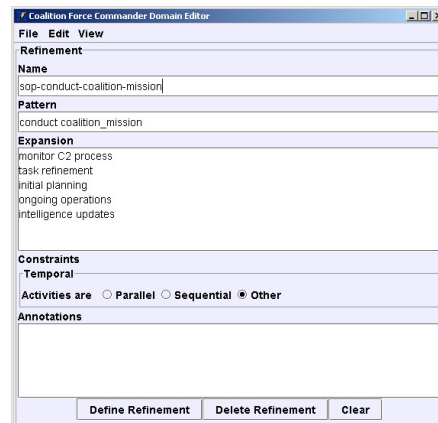 Coalition Force Commander Domain Editor
File Edit View
Refinement
Name
sop-conduct-coalition-mission
Pattern
conduct coalition_mission
Expansion
monitor C2 process
task refinement
initial planning
ongoing operations
intelligence updates
Constraints
Temporal
Activities are Parallel Sequential Other
Annotations
Define Refinement Delete Refinement Clear